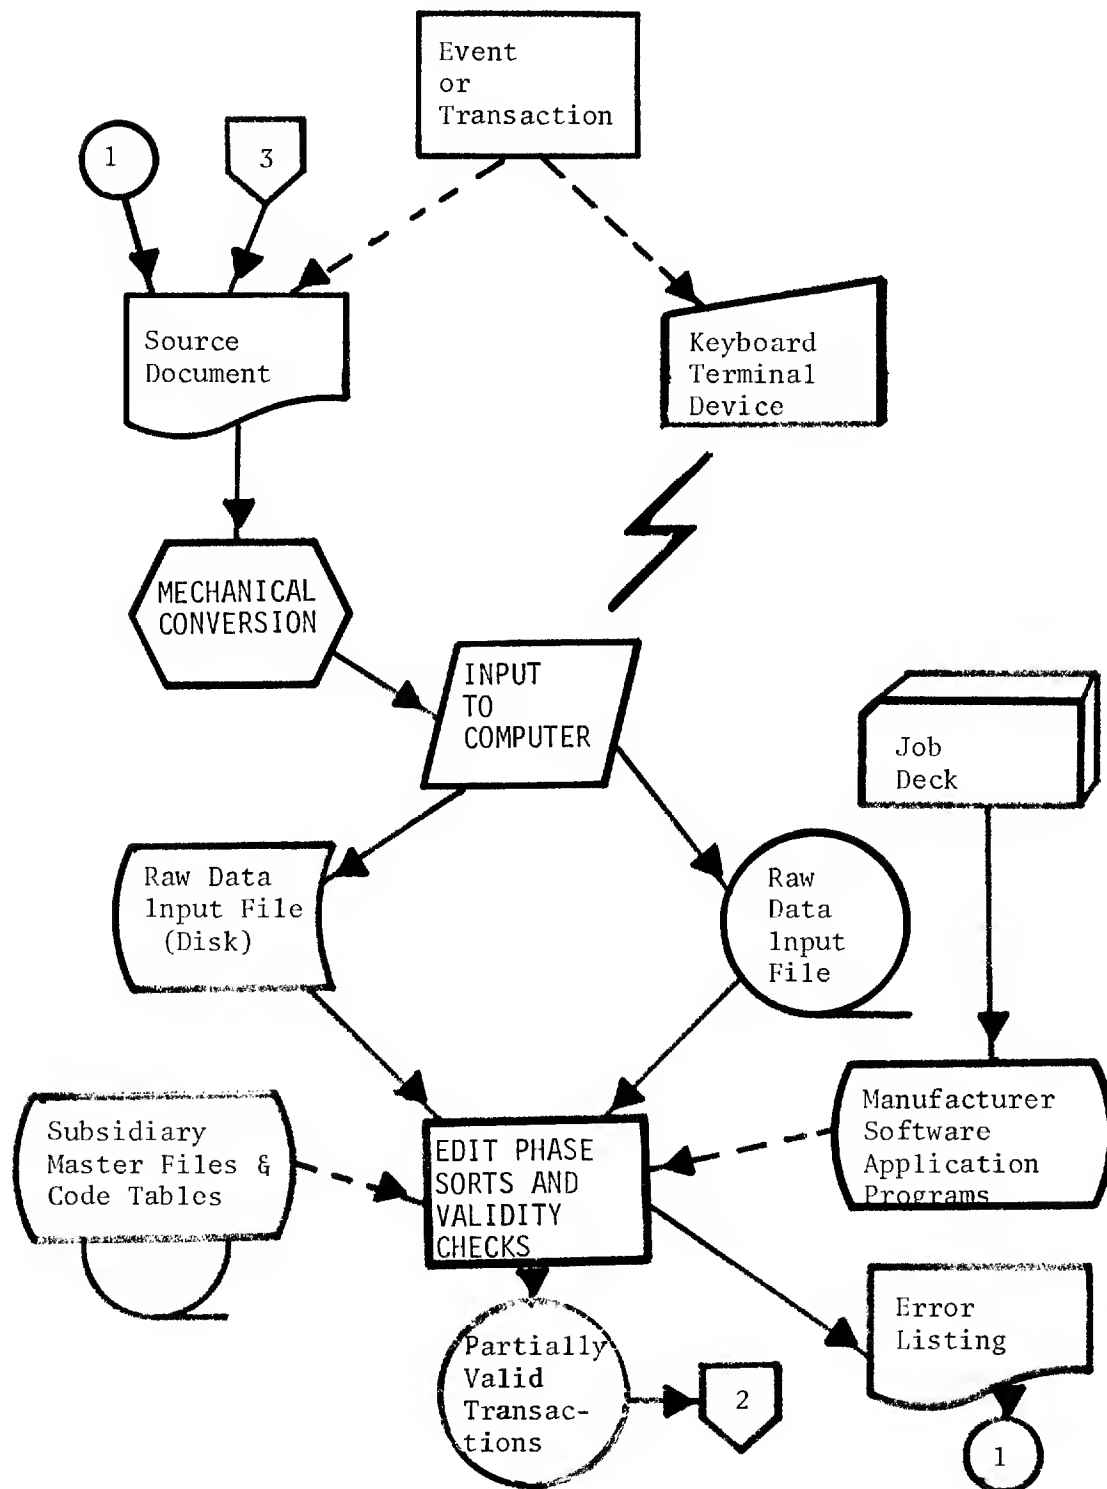 Event
or
Transaction
1
3
Source
Document
Keyboard
Terminal
Device
MECHANICAL
CONVERSION
INPUT
TO
COMPUTER
Job
Deck
Raw Data
Input File
(Disk)
Raw
Data
Input
File
Subsidiary
Master Files &
Code Tables
EDIT PHASE
SORTS AND
VALIDITY
CHECKS
Manufacturer
Software
Application
Programs
Partially
Valid
Transac-
tions
2
Error
Listing
1